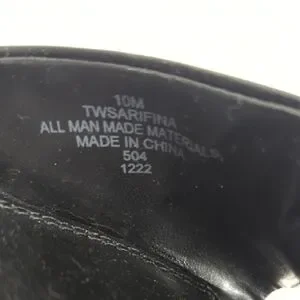 10M
TWSARIFINA
ALL MAN MADE MATERIALS
MADE IN CHINA
504
1222